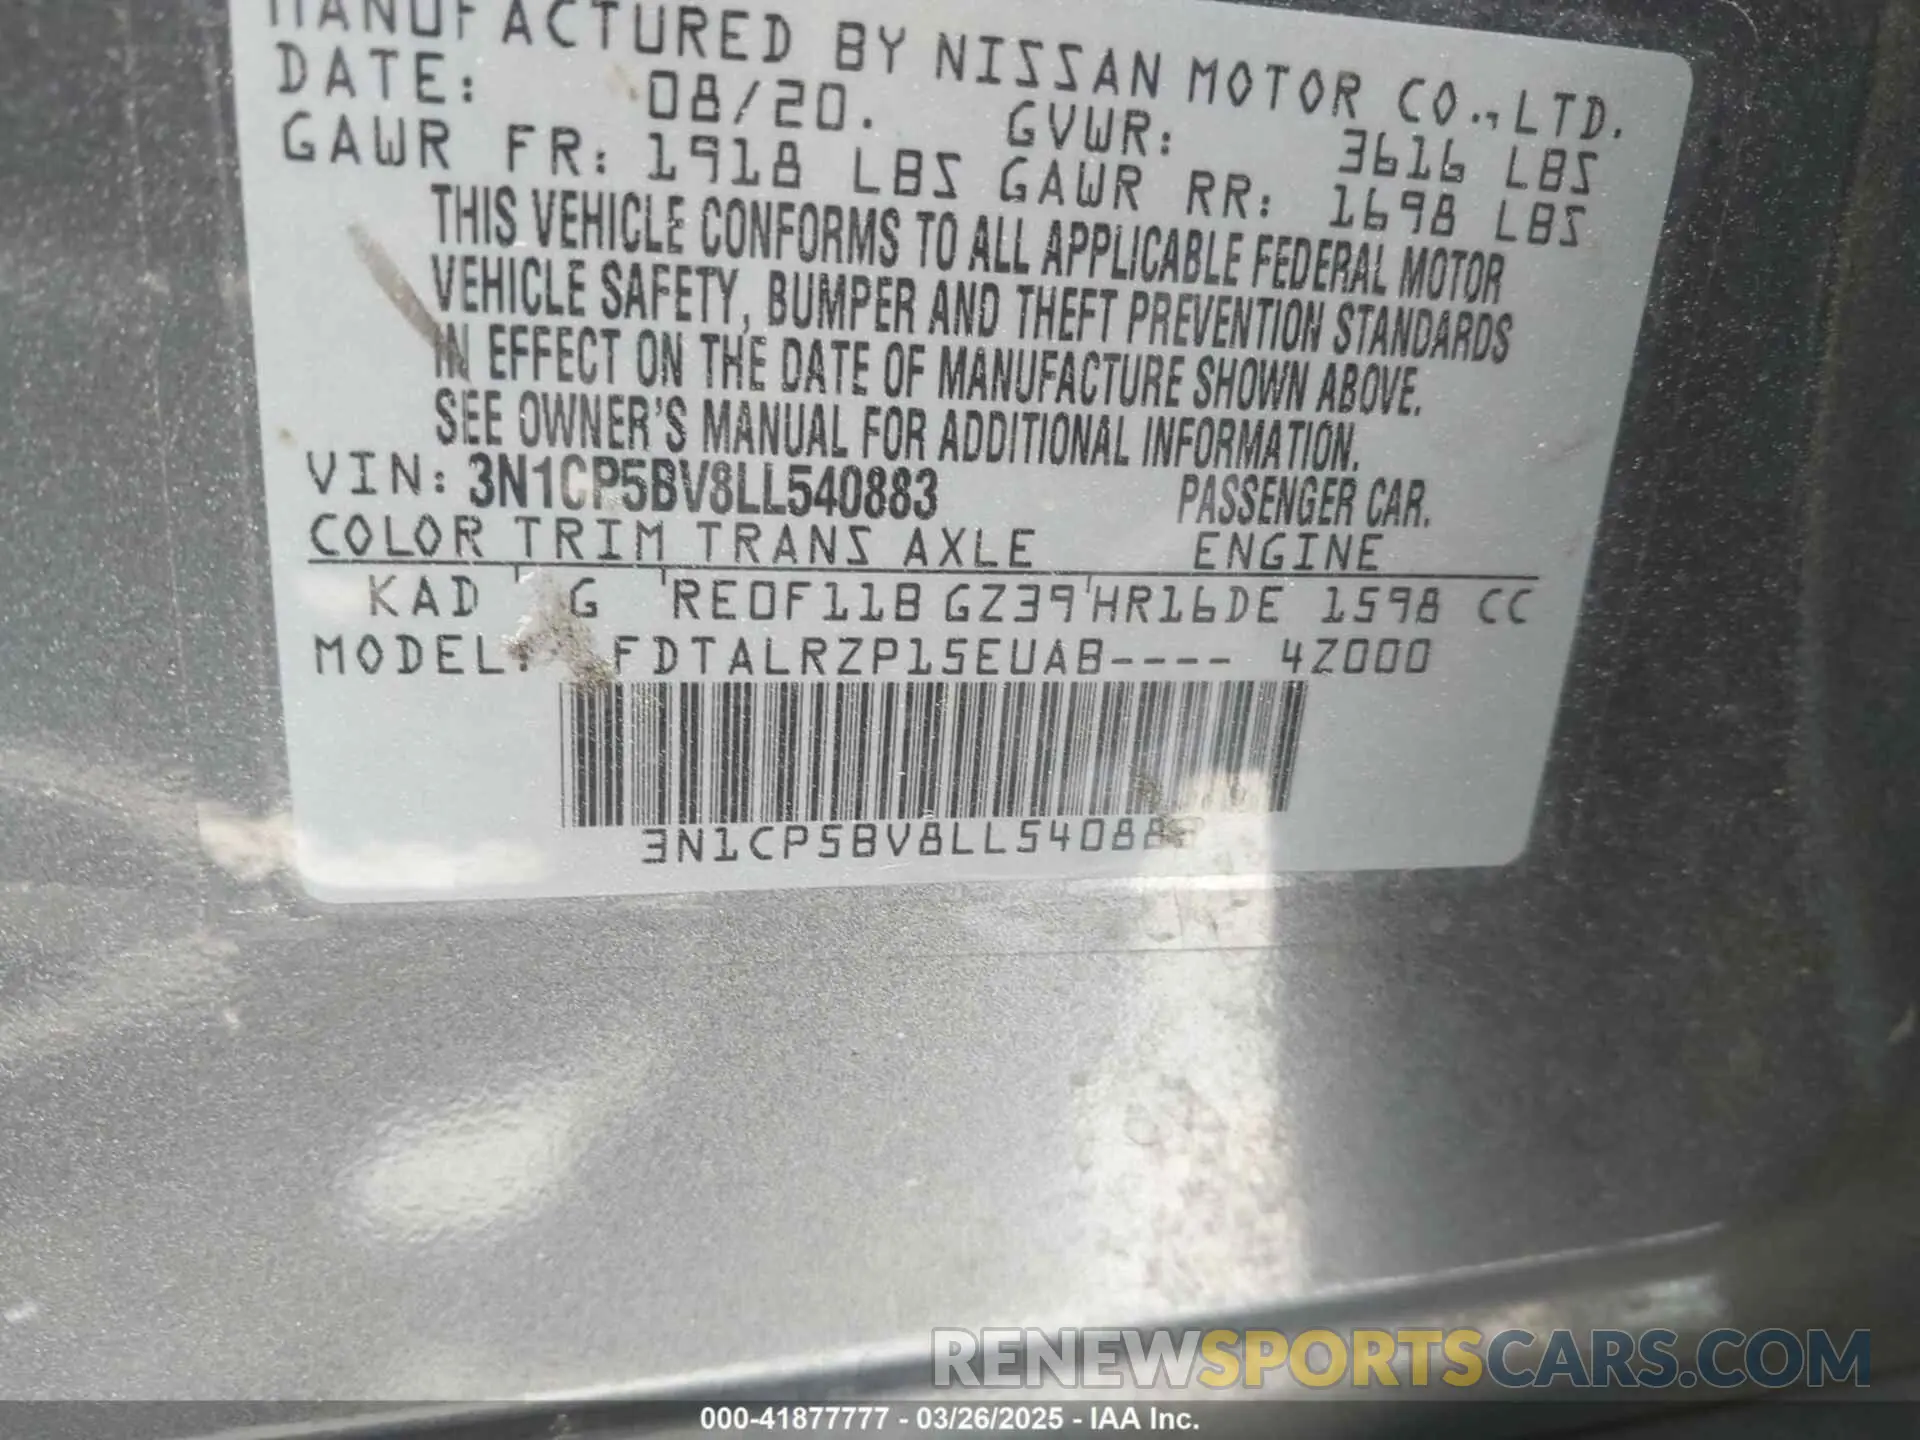 MANUFACTURED BY NISSAN MOTOR CO., LTD.
DATE: 08/20. GVWR: 3616 LBS
GAWR FR: 1918 LBS GAWR RR: 1698 LBS
THIS VEHICLE CONFORMS TO ALL APPLICABLE FEDERAL MOTOR
VEHICLE SAFETY, BUMPER AND THEFT PREVENTION STANDARDS
IN EFFECT ON THE DATE OF MANUFACTURE SHOWN ABOVE.
SEE OWNER'S MANUAL FOR ADDITIONAL INFORMATION.
VIN: 3N1CP5BV8LL540883 PASSENGER CAR.
COLOR TRIM TRANS AXLE ENGINE
KAD G RE0F11B GZ39 HR16DE 1598 CC
MODEL: FDTALRZP15EUAB---- 4Z000
3N1CP5BV8LL540883
RENEWSPORTSCARS.COM
000-41877777 - 03/26/2025 - IAA Inc.